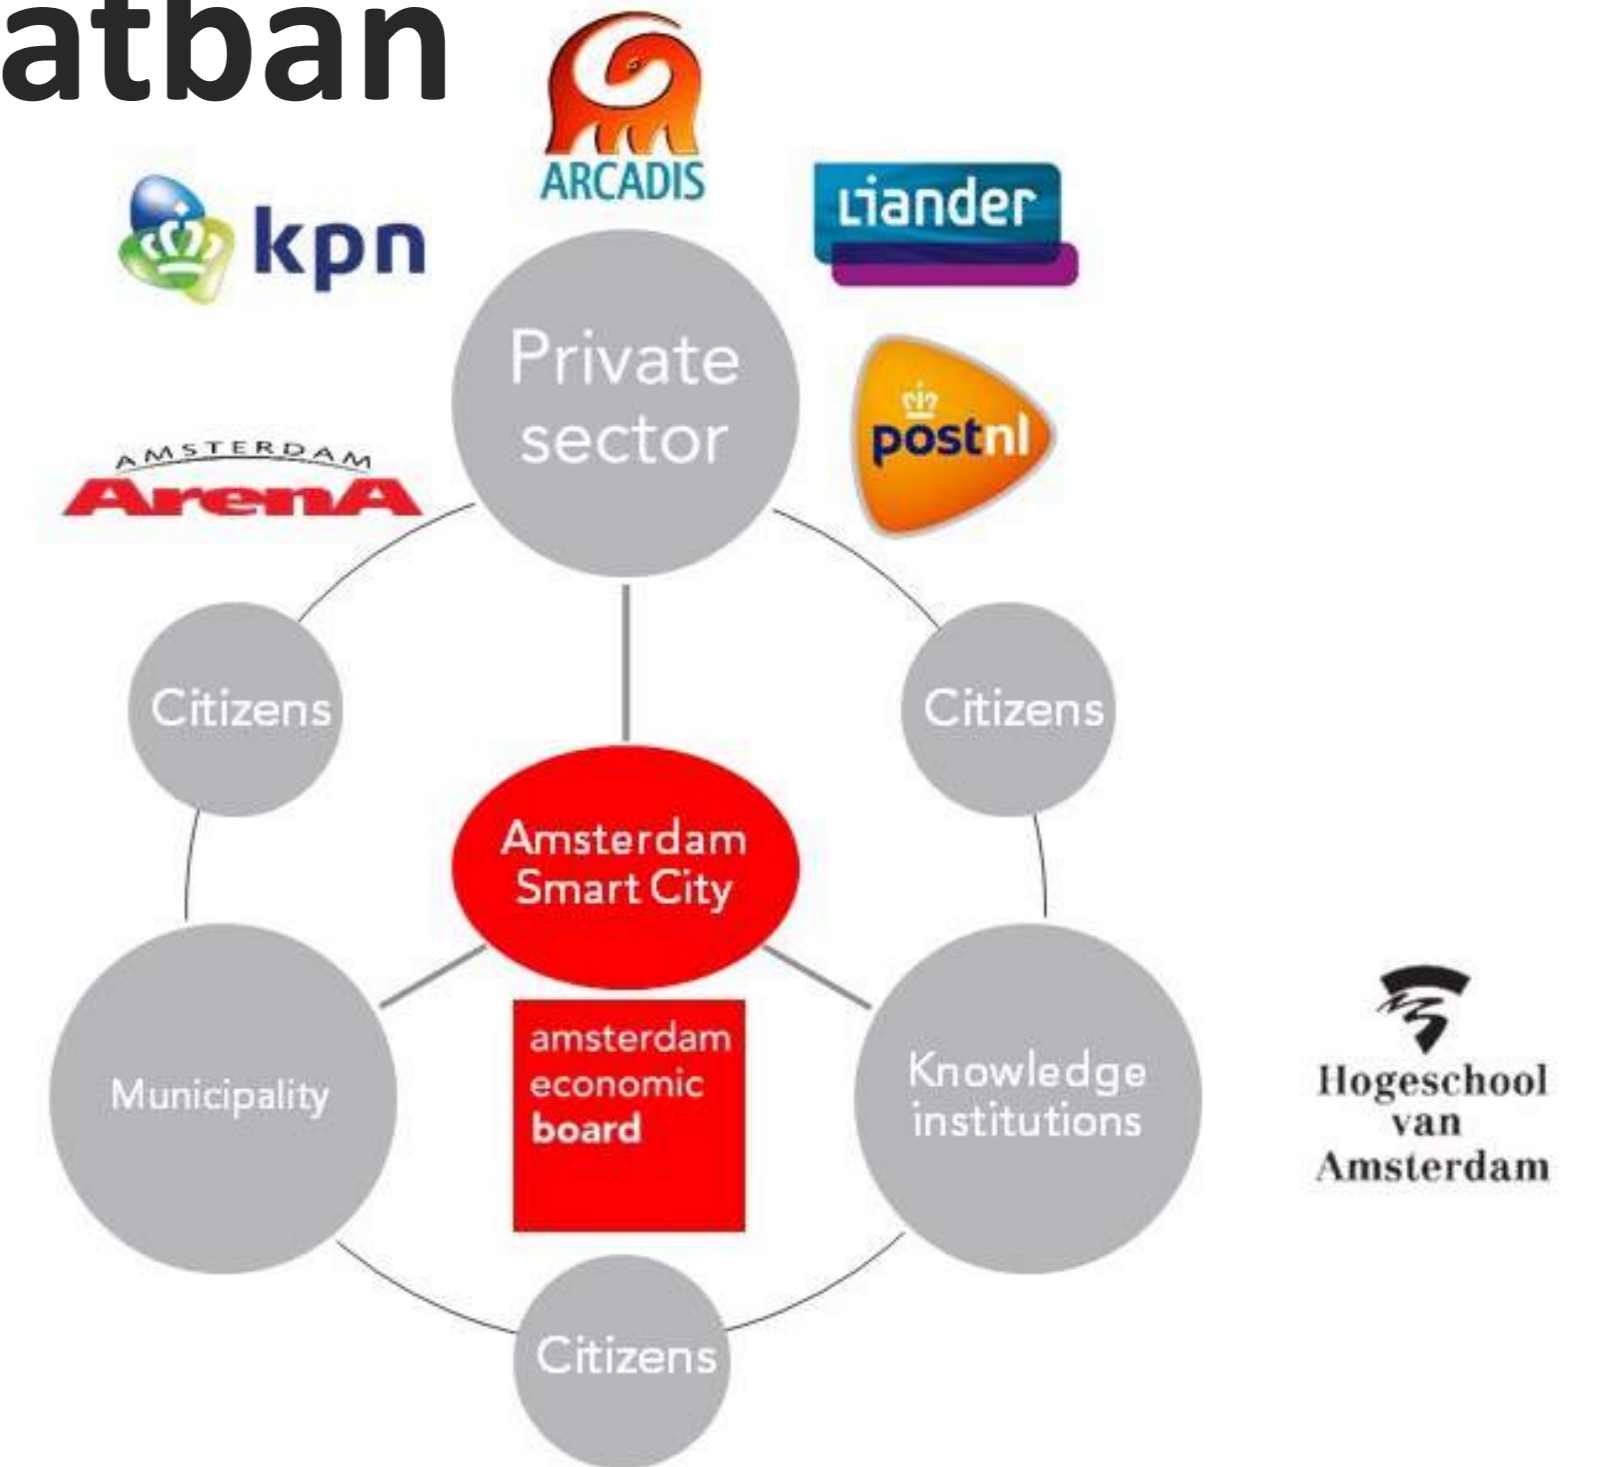 atban
ARCADIS
kpn
Liander
Private
sector
postnl
AMSTERDAM
ArenA
Citizens
Citizens
Amsterdam
Smart City
amsterdam
economic
board
Municipality
Knowledge
institutions
Hogeschool
van
Amsterdam
Citizens